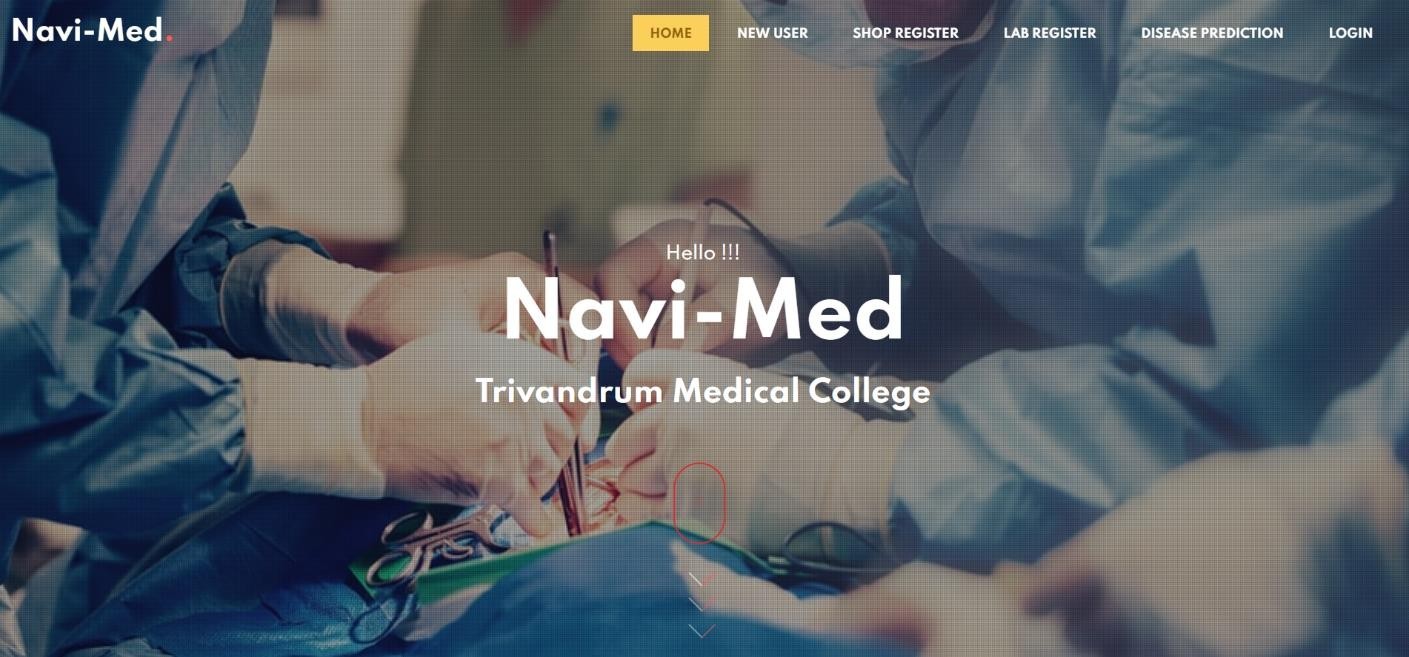 Navi-Med.
HOME
NEW USER
SHOP REGISTER
LAB REGISTER
DISEASE PREDICTION
LOGIN
Hello !!!
Navi-Med
Trivandrum Medical College